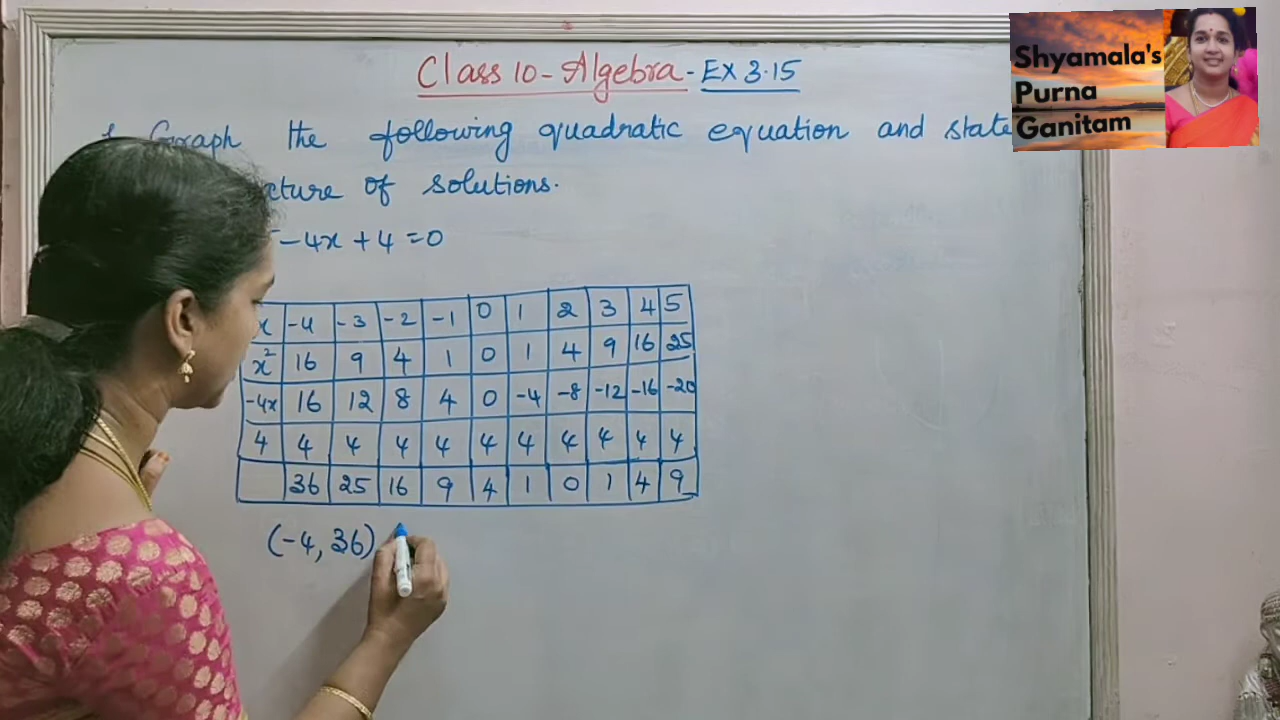 Class 10 - Algebra - EX 3.15
Graph the following quadratic equation and state
of solutions.
- 4x + 4 = 0
x -4 -3 -2 -1 0 1 2 3 4 5
x² 16 9 4 1 0 1 4 9 16 25
-4x 16 12 8 4 0 -4 -8 -12 -16 -20
4 4 4 4 4 4 4 4 4 4 4
36 25 16 9 4 1 0 1 4 9
(-4, 36)
Shyamala's
Purna
Ganitam